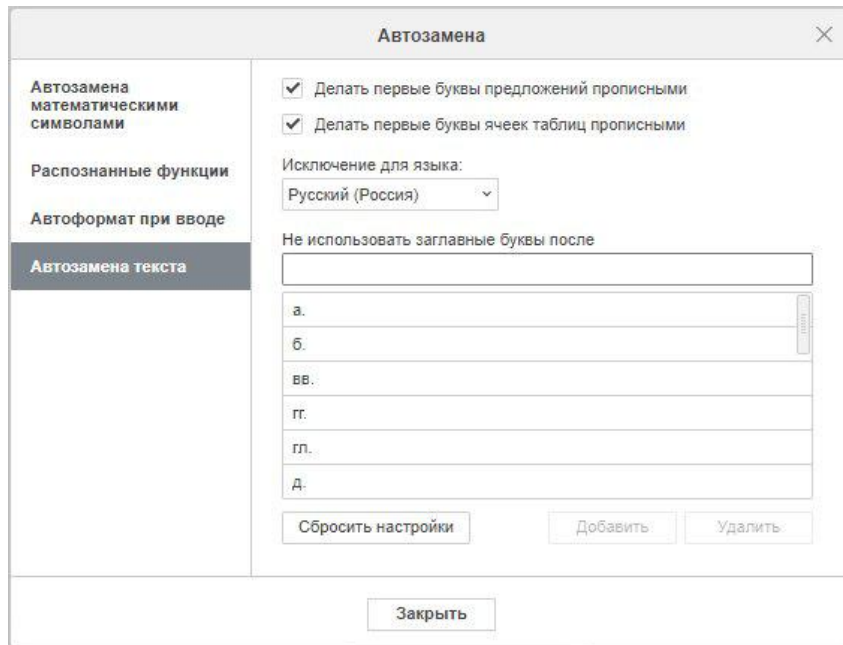 Автозамена
Автозамена
математическими
символами
Распознанные функции
Автоформат при вводе
Автозамена текста
Делать первые буквы предложений прописными
Делать первые буквы ячеек таблиц прописными
Исключение для языка:
Русский (Россия)
Не использовать заглавные буквы после
а.
б.
вв.
гг.
гл.
д.
Сбросить настройки
Добавить
Удалить
Закрыть